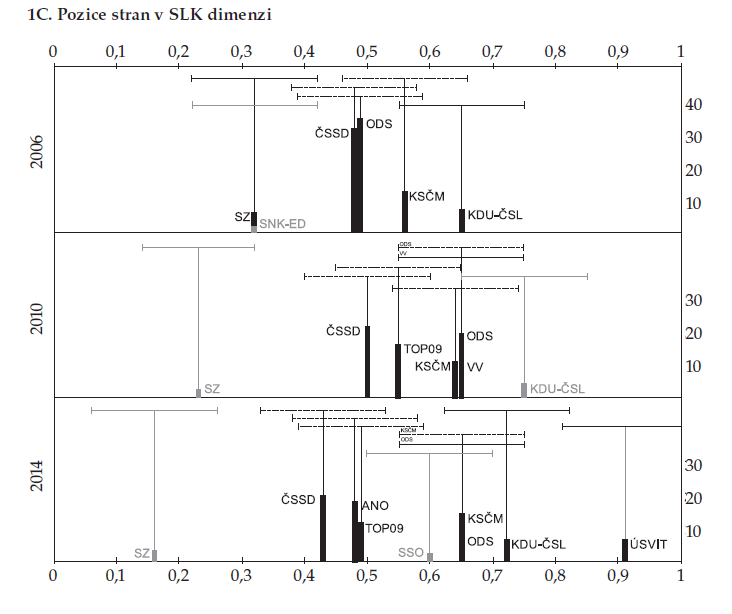 1C. Pozice stran v SLK dimenzi
0 0,1 0,2 0,3 0,4 0,5 0,6 0,7 0,8 0,9 1
2006
40
30
20
10
ČSSD
ODS
KSČM
SZ
SNK-ED
KDU-ČSL
2010
ODS
VV
30
20
10
ČSSD
TOP09
ODS
KSČM
VV
SZ
KDU-ČSL
2014
KSČM
ODS
30
20
10
ČSSD
ANO
TOP09
KSČM
ODS
SZ
SSO
KDU-ČSL
ÚSVIT
0 0,1 0,2 0,3 0,4 0,5 0,6 0,7 0,8 0,9 1